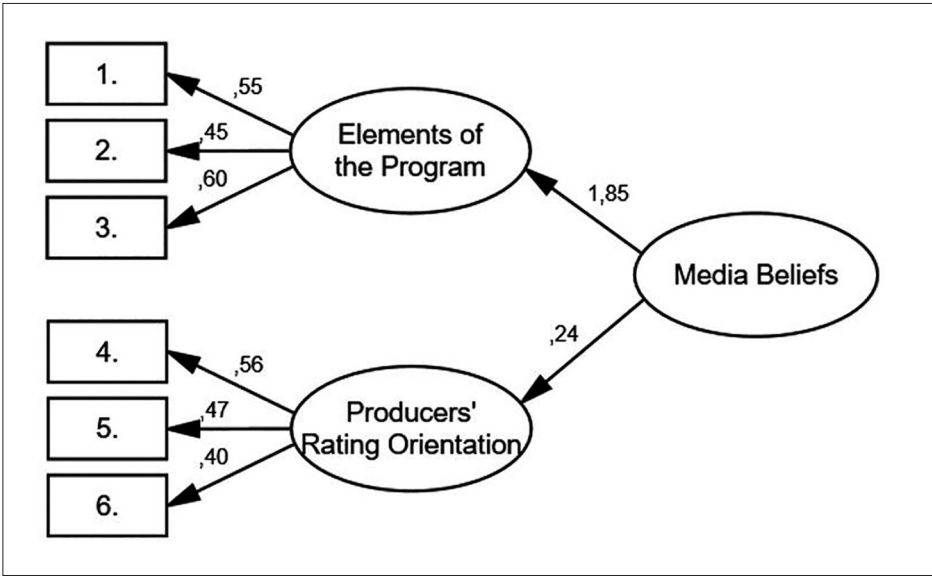 1.
,55
2.
,45
3.
,60
Elements of
the Program
1,85
Media Beliefs
,24
4.
,56
5.
,47
6.
,40
Producers'
Rating Orientation